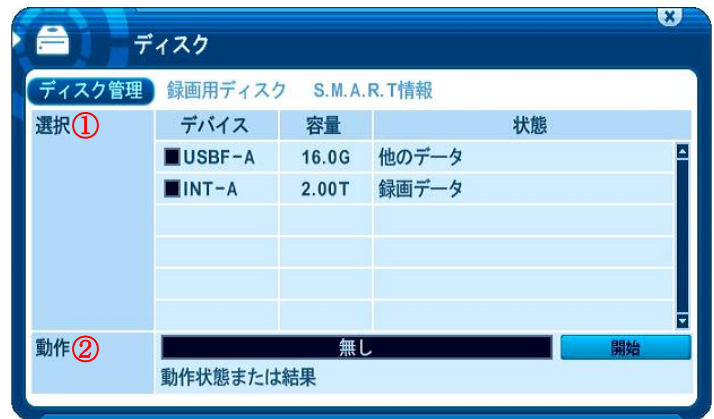 ディスク
ディスク管理 録画用ディスク S.M.A.R.T情報
選択① デバイス 容量 状態
USBF-A 16.0G 他のデータ
INT-A 2.00T 録画データ
動作② 無し 開始
動作状態または結果